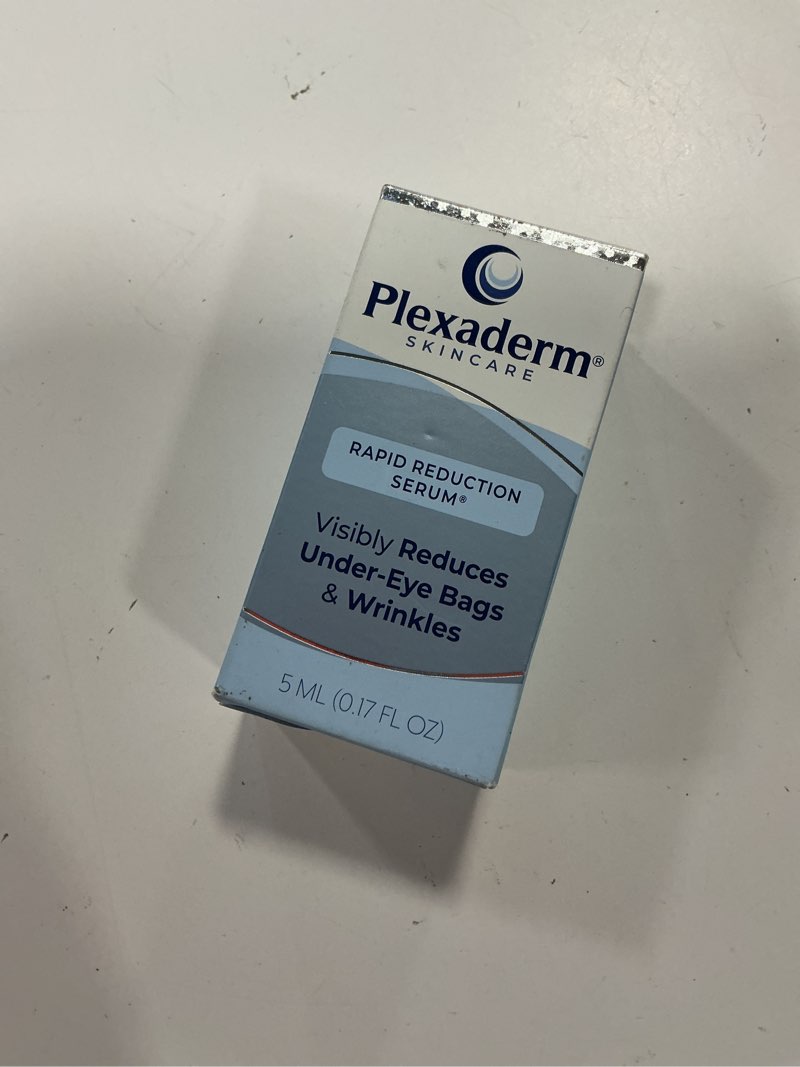 Plexaderm®
SKINCARE
RAPID REDUCTION
SERUM®
Visibly Reduces
Under-Eye Bags
& Wrinkles
5 ML (0.17 FL OZ)